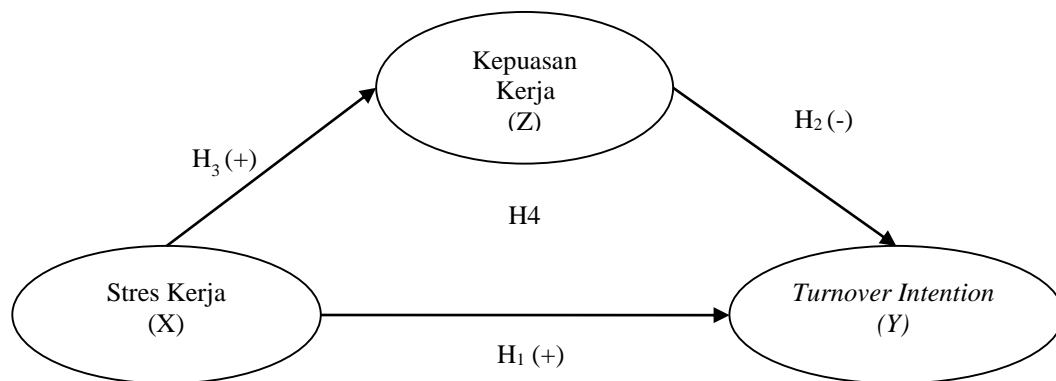 Kepuasan
Kerja
(Z)
H₂ (-)
H₃ (+)
H4
Stres Kerja
(X)
Turnover Intention
(Y)
H₁ (+)